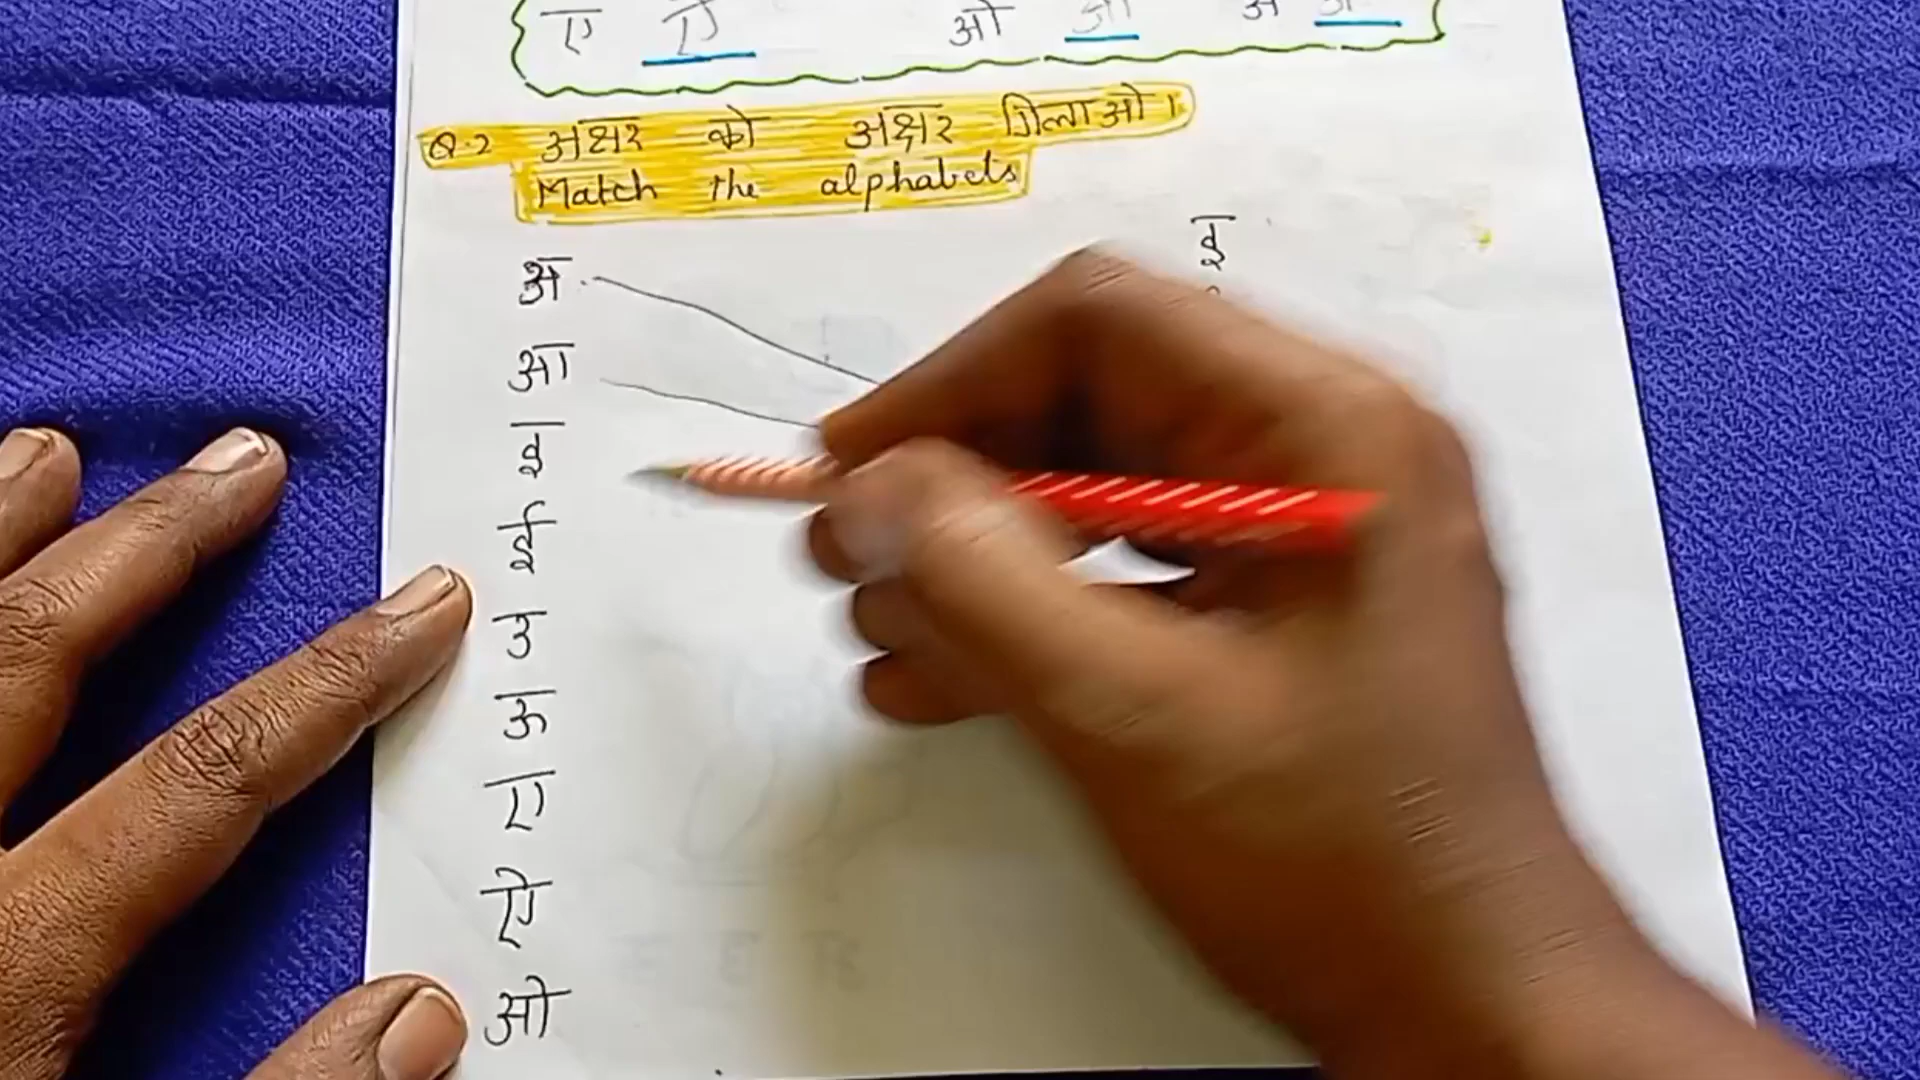 ए ऐ ओ औ अं अः
Q.2 अक्षर को अक्षर मिलाओ।
Match the alphabets
अ
आ
इ
ई
उ
ऊ
ए
ऐ
ओ
इ